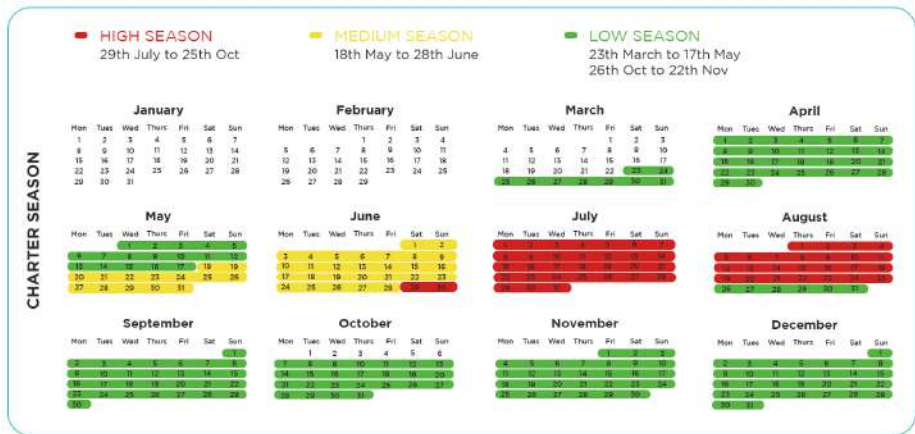 HIGH SEASON
29th July to 25th Oct
MEDIUM SEASON
18th May to 28th June
LOW SEASON
23th March to 17th May
26th Oct to 22th Nov
CHARTER SEASON
January
Mon Tues Wed Thurs Fri Sat Sun
1 2 3 4 5 6 7
8 9 10 11 12 13 14
15 16 17 18 19 20 21
22 23 24 25 26 27 28
29 30 31
February
Mon Tues Wed Thurs Fri Sat Sun
1 2 3 4
5 6 7 8 9 10 11
12 13 14 15 16 17 18
19 20 21 22 23 24 25
26 27 28 29
March
Mon Tues Wed Thurs Fri Sat Sun
1 2 3
4 5 6 7 8 9 10
11 12 13 14 15 16 17
18 19 20 21 22 23 24
25 26 27 28 29 30 31
April
Mon Tues Wed Thurs Fri Sat Sun
1 2 3 4 5 6 7
8 9 10 11 12 13 14
15 16 17 18 19 20 21
22 23 24 25 26 27 28
29 30
May
Mon Tues Wed Thurs Fri Sat Sun
1 2 3 4 5
6 7 8 9 10 11 12
13 14 15 16 17 18 19
20 21 22 23 24 25 26
27 28 29 30 31
June
Mon Tues Wed Thurs Fri Sat Sun
1 2
3 4 5 6 7 8 9
10 11 12 13 14 15 16
17 18 19 20 21 22 23
24 25 26 27 28 29 30
July
Mon Tues Wed Thurs Fri Sat Sun
1 2 3 4 5 6 7
8 9 10 11 12 13 14
15 16 17 18 19 20 21
22 23 24 25 26 27 28
29 30 31
August
Mon Tues Wed Thurs Fri Sat Sun
1 2 3 4
5 6 7 8 9 10 11
12 13 14 15 16 17 18
19 20 21 22 23 24 25
26 27 28 29 30 31
September
Mon Tues Wed Thurs Fri Sat Sun
1
2 3 4 5 6 7 8
9 10 11 12 13 14 15
16 17 18 19 20 21 22
23 24 25 26 27 28 29
30
October
Mon Tues Wed Thurs Fri Sat Sun
1 2 3 4 5 6
7 8 9 10 11 12 13
14 15 16 17 18 19 20
21 22 23 24 25 26 27
28 29 30 31
November
Mon Tues Wed Thurs Fri Sat Sun
1 2 3
4 5 6 7 8 9 10
11 12 13 14 15 16 17
18 19 20 21 22 23 24
25 26 27 28 29 30
December
Mon Tues Wed Thurs Fri Sat Sun
1
2 3 4 5 6 7 8
9 10 11 12 13 14 15
16 17 18 19 20 21 22
23 24 25 26 27 28 29
30 31